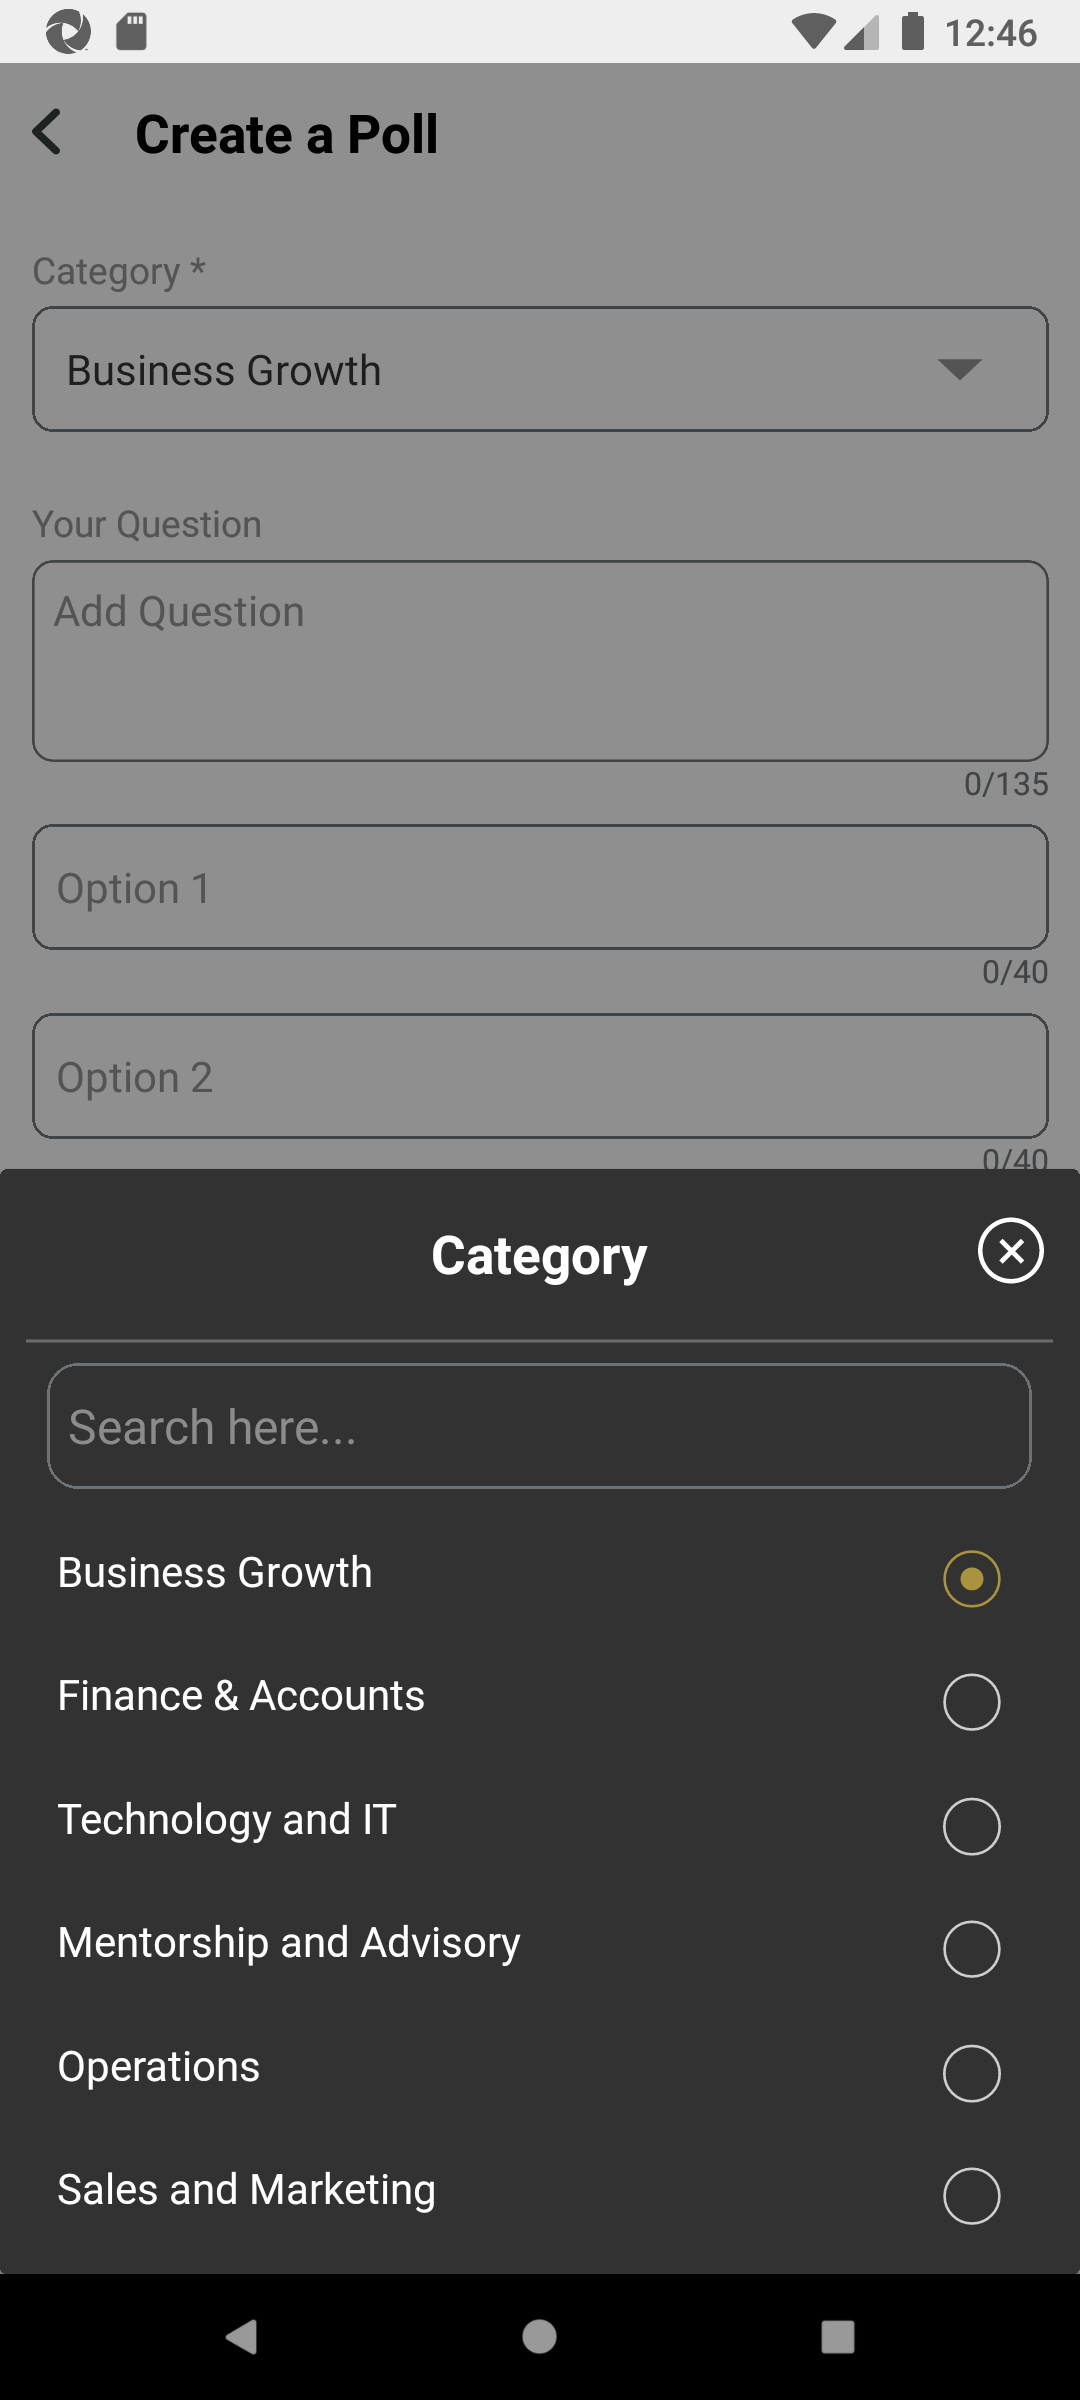 12:46
Create a Poll
Category *
Business Growth
Your Question
Add Question
0/135
Option 1
0/40
Option 2
0/40
Category
Search here...
Business Growth
Finance & Accounts
Technology and IT
Mentorship and Advisory
Operations
Sales and Marketing